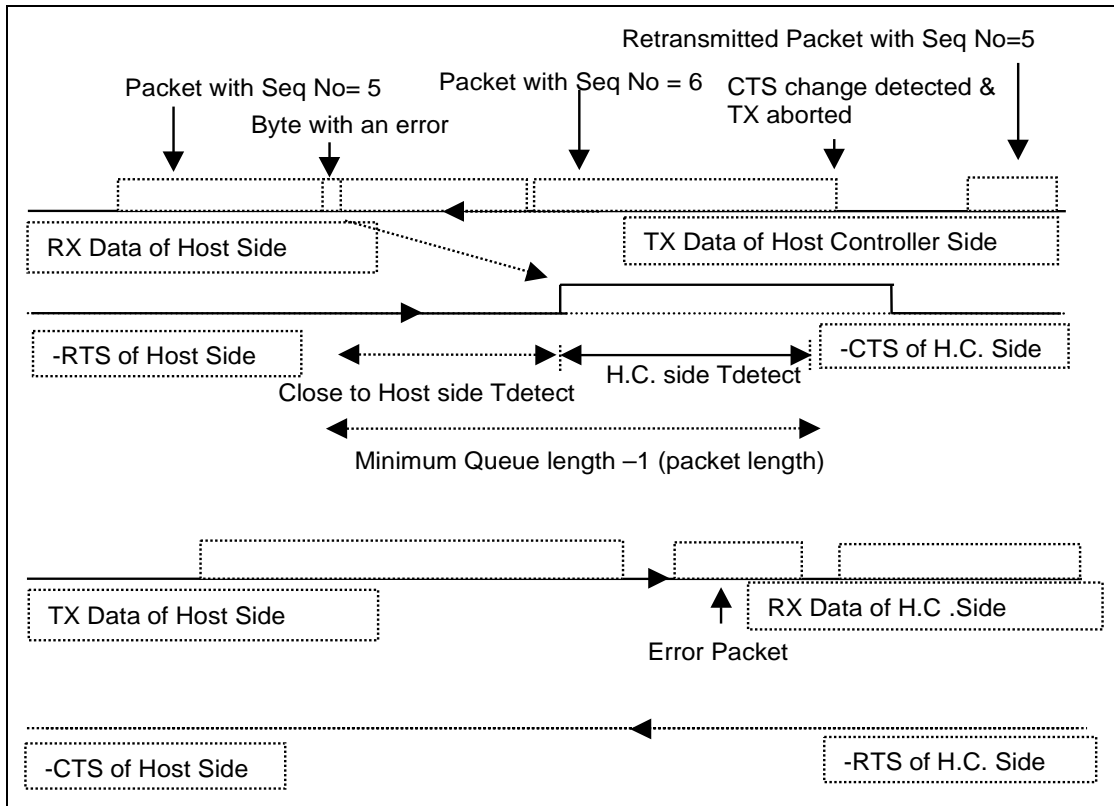 Retransmitted Packet with Seq No=5
Packet with Seq No= 5
Packet with Seq No = 6
CTS change detected &
TX aborted
Byte with an error
RX Data of Host Side
TX Data of Host Controller Side
-RTS of Host Side
-CTS of H.C. Side
Close to Host side Tdetect
H.C. side Tdetect
Minimum Queue length –1 (packet length)
TX Data of Host Side
RX Data of H.C .Side
Error Packet
-CTS of Host Side
-RTS of H.C. Side